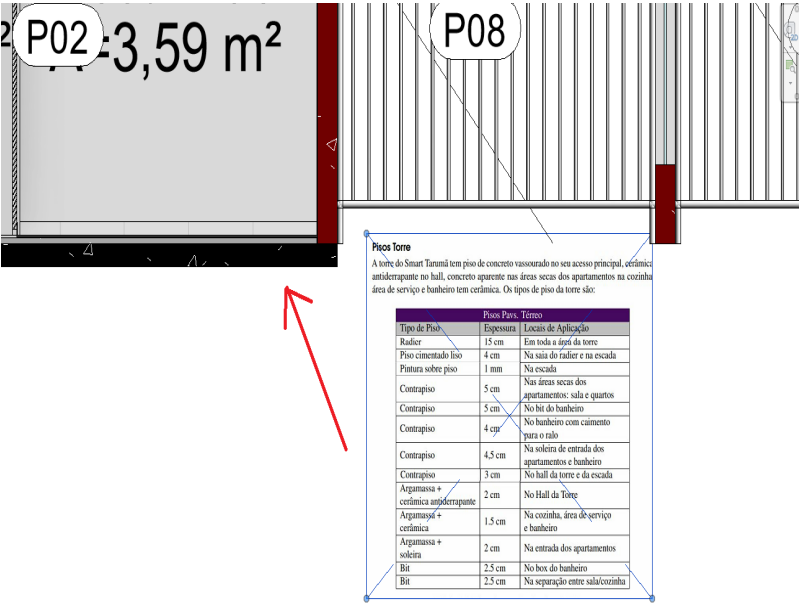 ²
P02
A=3,59 m²
P08
Pisos Torre
A torre do Smart Tarumã tem piso de concreto vassourado no seu acesso principal, cerâmica
antiderrapante no hall, concreto aparente nas áreas secas dos apartamentos na cozinha
área de serviço e banheiro tem cerâmica. Os tipos de piso da torre são:
Pisos Pavs. Térreo
Tipo de Piso Espessura Locais de Aplicação
Radier 15 cm Em toda a área da torre
Piso cimentado liso 4 cm Na saia do radier e na escada
Pintura sobre piso 1 mm Na escada
Contrapiso 5 cm Nas áreas secas dos
apartamentos: sala e quartos
Contrapiso 5 cm No bit do banheiro
Contrapiso 4 cm No banheiro com caimento
para o ralo
Contrapiso 4,5 cm Na soleira de entrada dos
apartamentos e banheiro
Contrapiso 3 cm No hall da torre e da escada
Argamassa +
cerâmica antiderrapante 2 cm No Hall da Torre
Argamassa +
cerâmica 1.5 cm Na cozinha, área de serviço
e banheiro
Argamassa +
soleira 2 cm Na entrada dos apartamentos
Bit 2.5 cm No box do banheiro
Bit 2.5 cm Na separação entre sala/cozinha